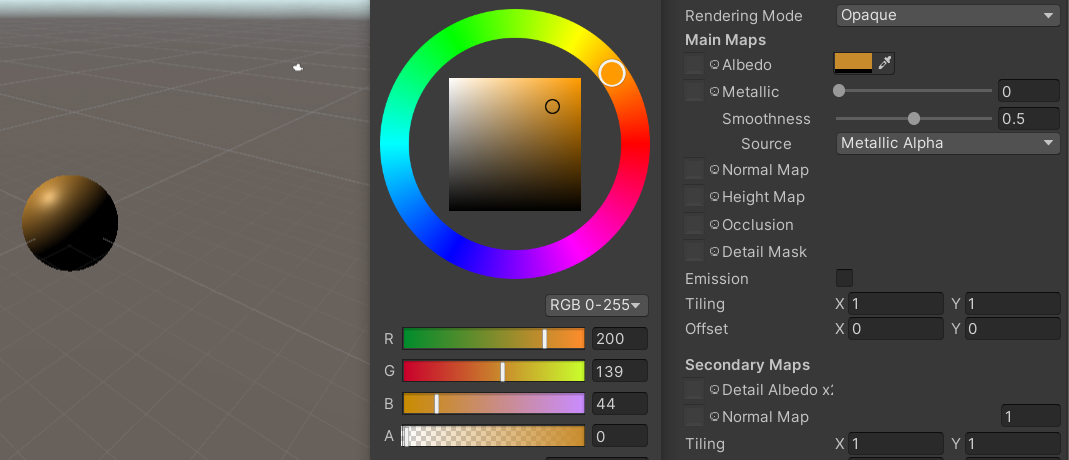 Rendering Mode Opaque
Main Maps
Albedo
Metallic 0
Smoothness 0.5
Source Metallic Alpha
Normal Map
Height Map
Occlusion
Detail Mask
Emission
Tiling X 1 Y 1
Offset X 0 Y 0
Secondary Maps
Detail Albedo x2
Normal Map 1
Tiling X 1 Y 1
RGB 0-255
R 200
G 139
B 44
A 0